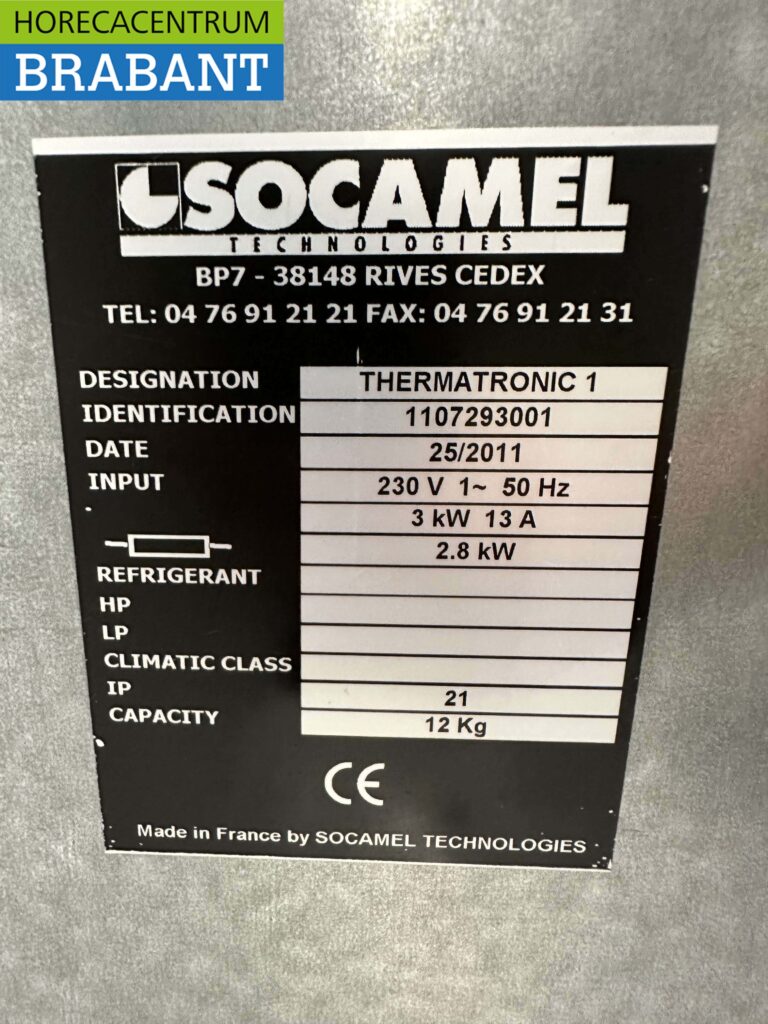 HORECACENTRUM
BRABANT
SOCAMEL
TECHNOLOGIES
BP7 - 38148 RIVES CEDEX
TEL: 04 76 91 21 21 FAX: 04 76 91 21 31
DESIGNATION THERMATRONIC 1
IDENTIFICATION 1107293001
DATE 25/2011
INPUT 230 V 1~ 50 Hz
3 kW 13 A
2.8 kW
REFRIGERANT
HP
LP
CLIMATIC CLASS
IP 21
CAPACITY 12 Kg
CE
Made in France by SOCAMEL TECHNOLOGIES